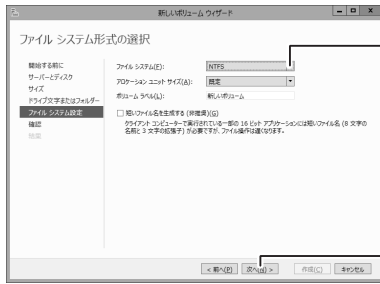 新しいボリューム ウィザード
ファイル システム形式の選択
開始する前に
サーバーとディスク
サイズ
ドライブ文字またはフォルダー
ファイル システム設定
確認
結果
ファイル システム(F):
NTFS
アロケーション ユニット サイズ(A):
既定
ボリューム ラベル(L):
新しいボリューム
短いファイル名を生成する (非推奨)(G)
クライアント コンピューターで実行されている一部の 16 ビット アプリケーションには短いファイル名 (8 文字の
名前と 3 文字の拡張子) が必要ですが、ファイル操作は遅くなります。
< 前へ(P)
次へ(N) >
作成(C)
キャンセル